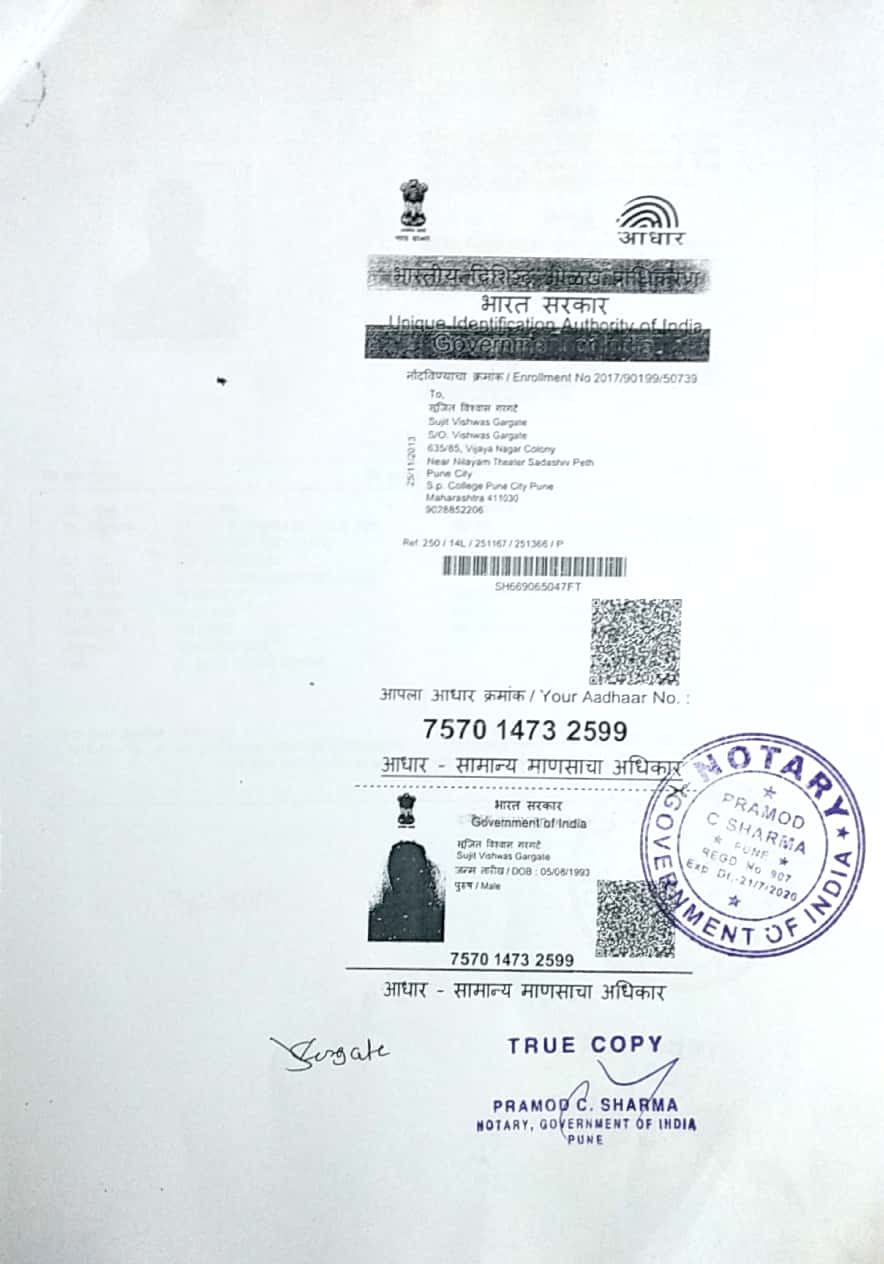 आधार
भारतीय विशिष्ट ओळख प्राधिकरण
भारत सरकार
Unique Identification Authority of India
Government of India
नोंदविण्याचा क्रमांक / Enrollment No 2017/90199/50739
To,
सुजित विश्वास गरगटे
Sujit Vishwas Gargate
S/O: Vishwas Gargate
635/85, Vijaya Nagar Colony
Near Nilayam Theater Sadashiv Peth
Pune City
S.p. College Pune City Pune
Maharashtra 411030
9028852206
25/11/2013
Ref: 250 / 14L / 251167 / 251366 / P
SH669065047FT
आपला आधार क्रमांक / Your Aadhaar No. :
7570 1473 2599
आधार - सामान्य माणसाचा अधिकार
भारत सरकार
Government of India
सुजित विश्वास गरगटे
Sujit Vishwas Gargate
जन्म तारीख / DOB : 05/08/1993
पुरुष / Male
7570 1473 2599
आधार - सामान्य माणसाचा अधिकार
NOTARY
GOVERNMENT OF INDIA
PRAMOD
C SHARMA
PUNE
REGD No 907
Exp Dt.-21/7/2020
Gargate
TRUE COPY
PRAMOD C. SHARMA
NOTARY, GOVERNMENT OF INDIA
PUNE